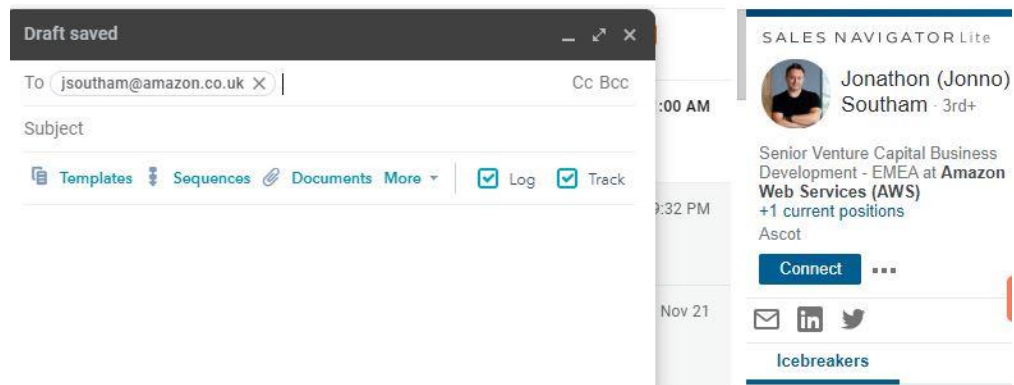 Draft saved
To jsoutham@amazon.co.uk Cc Bcc
Subject
Templates Sequences Documents More Log Track
:00 AM
9:32 PM
Nov 21
SALES NAVIGATOR Lite
Jonathon (Jonno)
Southam · 3rd+
Senior Venture Capital Business
Development - EMEA at Amazon
Web Services (AWS)
+1 current positions
Ascot
Connect
in
Icebreakers